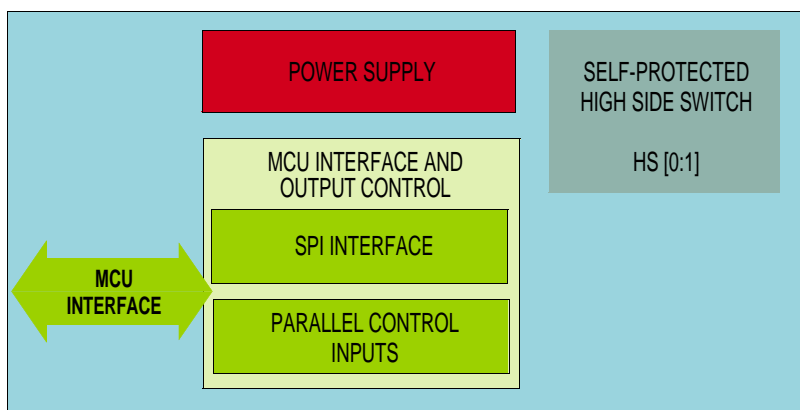 POWER SUPPLY
SELF-PROTECTED
HIGH SIDE SWITCH
HS [0:1]
MCU INTERFACE AND
OUTPUT CONTROL
SPI INTERFACE
MCU
INTERFACE
PARALLEL CONTROL
INPUTS